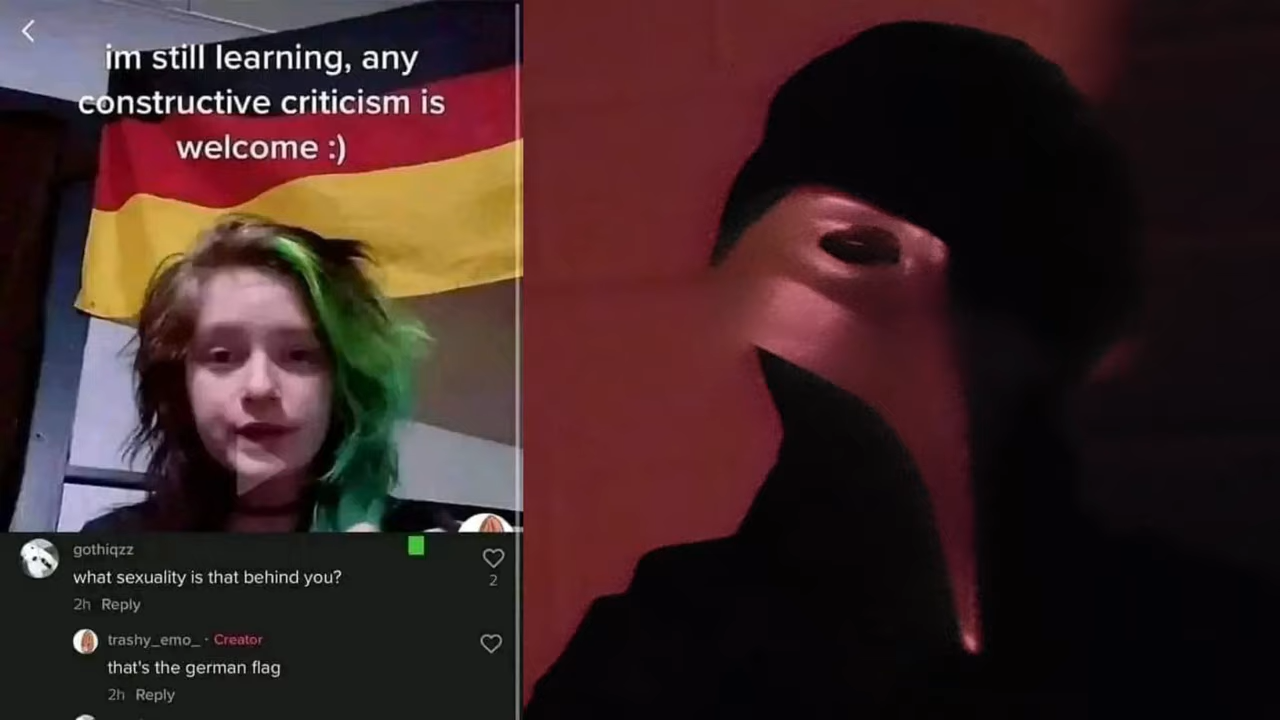 im still learning, any
constructive criticism is
welcome :)
gothiqzz
what sexuality is that behind you?
2
2h Reply
trashy_emo_ · Creator
that's the german flag
2h Reply